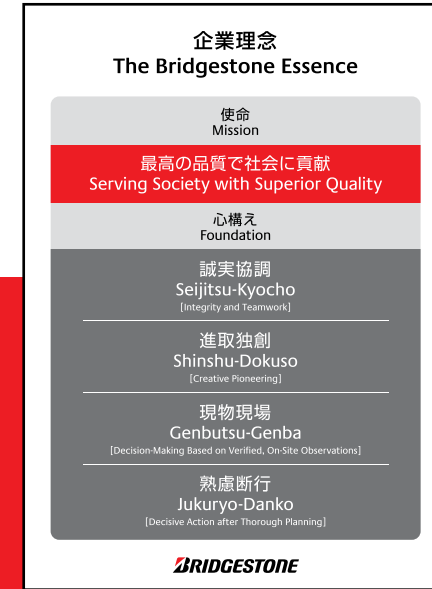 企業理念
The Bridgestone Essence
使命
Mission
最高の品質で社会に貢献
Serving Society with Superior Quality
心構え
Foundation
誠実協調
Seijitsu-Kyocho
[Integrity and Teamwork]
進取独創
Shinshu-Dokuso
[Creative Pioneering]
現物現場
Genbutsu-Genba
[Decision-Making Based on Verified, On-Site Observations]
熟慮断行
Jukuryo-Danko
[Decisive Action after Thorough Planning]
BRIDGESTONE